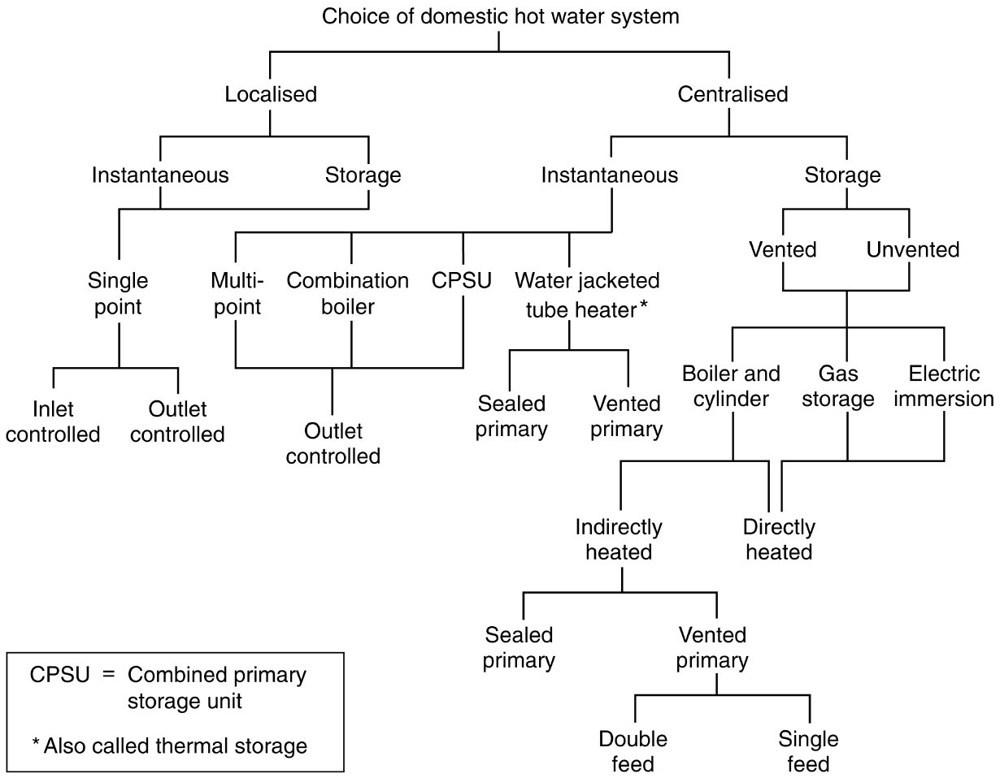 Choice of domestic hot water system
Localised
Centralised
Instantaneous
Storage
Instantaneous
Storage
Vented
Unvented
Single
point
Multi-
point
Combination
boiler
CPSU
Water jacketed
tube heater*
Boiler and
cylinder
Gas
storage
Electric
immersion
Inlet
controlled
Outlet
controlled
Outlet
controlled
Sealed
primary
Vented
primary
Indirectly
heated
Directly
heated
Sealed
primary
Vented
primary
Double
feed
Single
feed
CPSU = Combined primary
storage unit
* Also called thermal storage